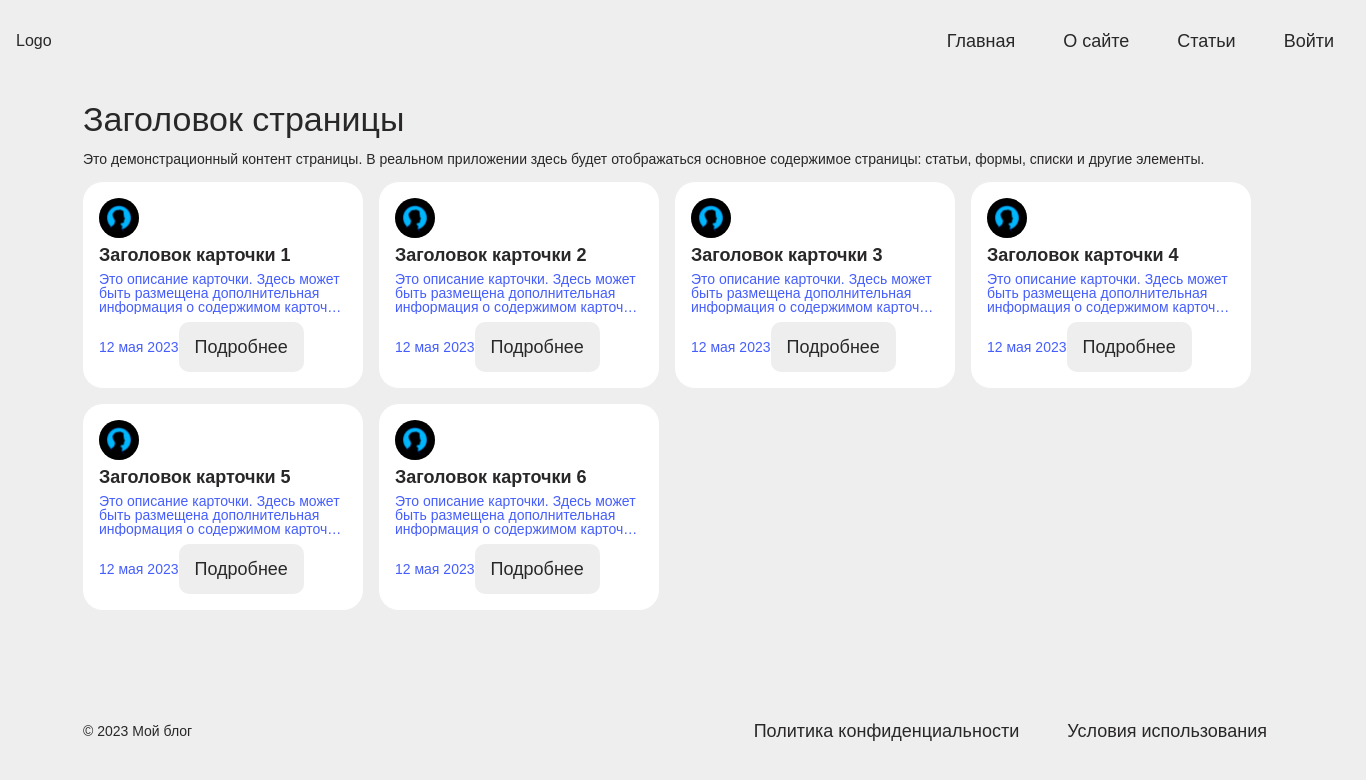 Logo
Главная
О сайте
Статьи
Войти
Заголовок страницы
Это демонстрационный контент страницы. В реальном приложении здесь будет отображаться основное содержимое страницы: статьи, формы, списки и другие элементы.
Заголовок карточки 1
Это описание карточки. Здесь может
быть размещена дополнительная
информация о содержимом карточ…
12 мая 2023
Подробнее
Заголовок карточки 2
Это описание карточки. Здесь может
быть размещена дополнительная
информация о содержимом карточ…
12 мая 2023
Подробнее
Заголовок карточки 3
Это описание карточки. Здесь может
быть размещена дополнительная
информация о содержимом карточ…
12 мая 2023
Подробнее
Заголовок карточки 4
Это описание карточки. Здесь может
быть размещена дополнительная
информация о содержимом карточ…
12 мая 2023
Подробнее
Заголовок карточки 5
Это описание карточки. Здесь может
быть размещена дополнительная
информация о содержимом карточ…
12 мая 2023
Подробнее
Заголовок карточки 6
Это описание карточки. Здесь может
быть размещена дополнительная
информация о содержимом карточ…
12 мая 2023
Подробнее
© 2023 Мой блог
Политика конфиденциальности
Условия использования